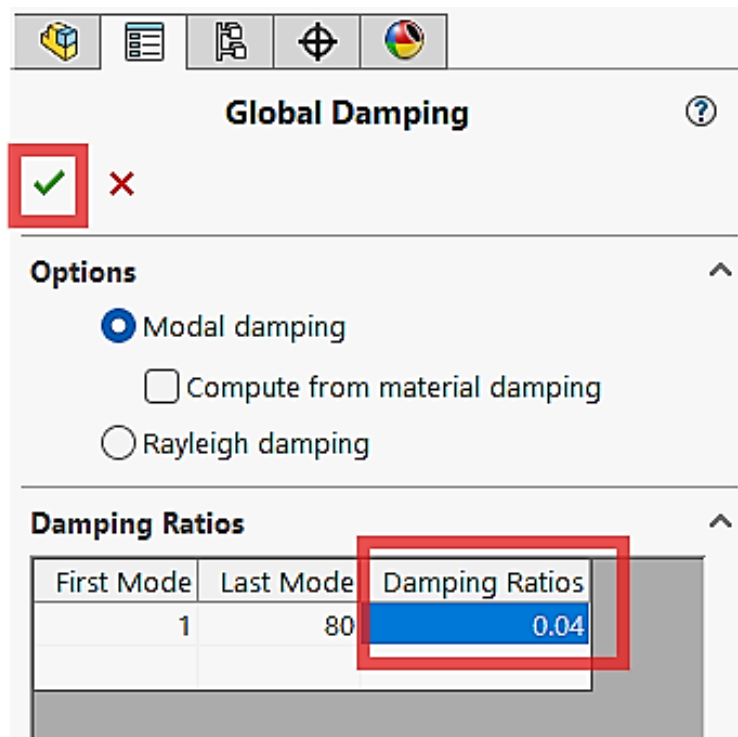 Global Damping
Options
Modal damping
Compute from material damping
Rayleigh damping
Damping Ratios
First Mode Last Mode Damping Ratios
1 80 0.04